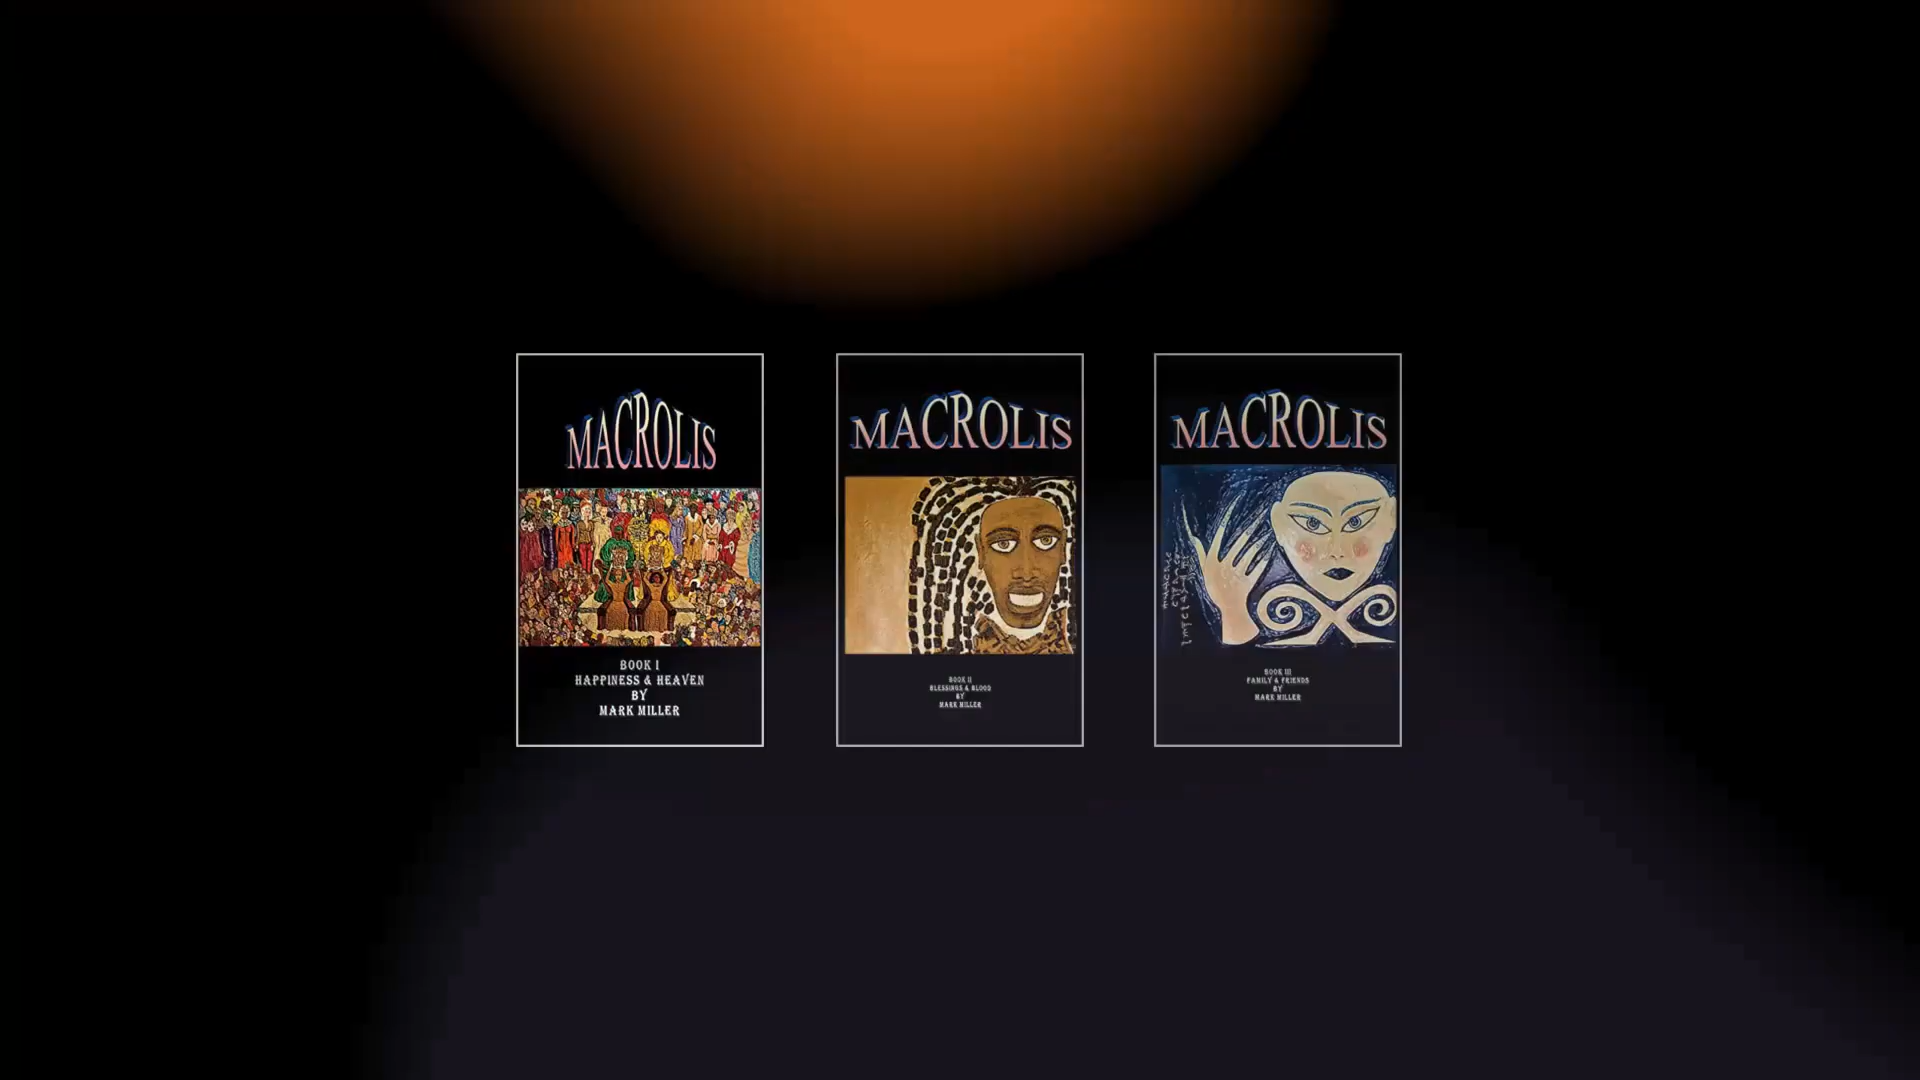 MACROLIS
BOOK I
HAPPINESS & HEAVEN
BY
MARK MILLER
MACROLIS
BOOK II
BLESSINGS & BLOOD
BY
MARK MILLER
MACROLIS
BOOK III
FAMILY & FRIENDS
BY
MARK MILLER